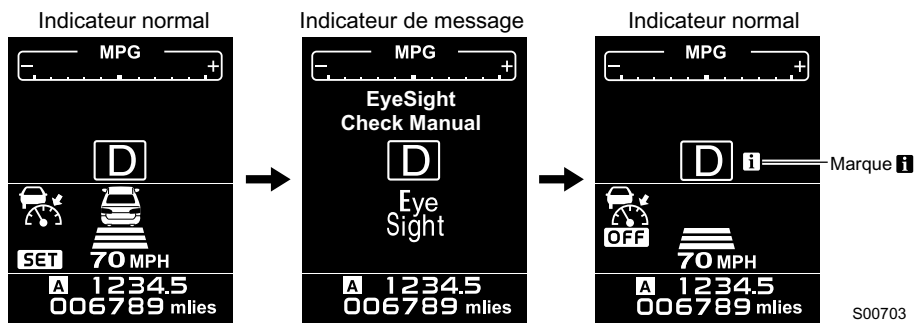 Indicateur normal
MPG
- +
D
SET
70 MPH
A 1234.5
006789 mlies
Indicateur de message
MPG
- +
EyeSight
Check Manual
D
Eye
Sight
A 1234.5
006789 mlies
Indicateur normal
MPG
- +
D i
Marque i
OFF
70 MPH
A 1234.5
006789 mlies
S00703